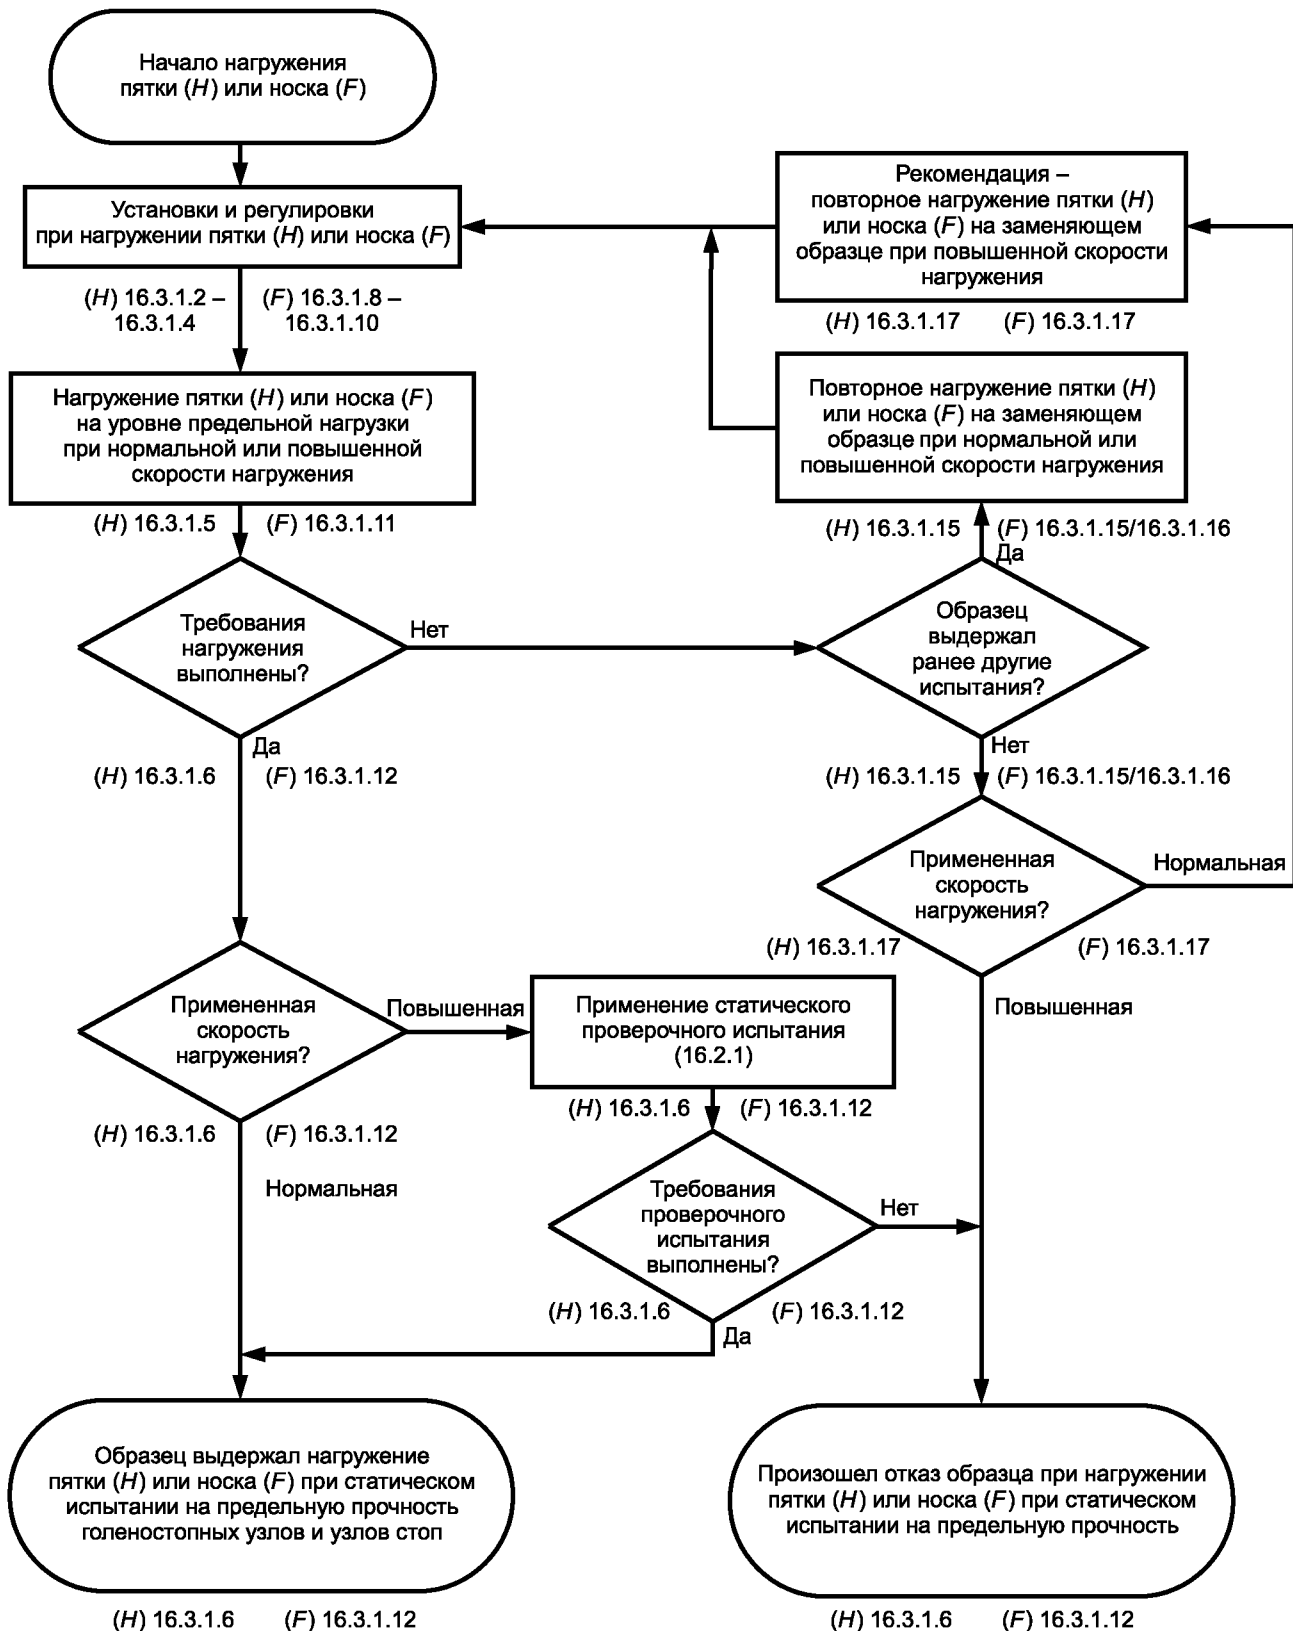 Начало нагружения
пятки (H) или носка (F)
Установки и регулировки
при нагружении пятки (H) или носка (F)
(H) 16.3.1.2 –
16.3.1.4
(F) 16.3.1.8 –
16.3.1.10
Рекомендация –
повторное нагружение пятки (H)
или носка (F) на заменяющем
образце при повышенной скорости
нагружения
(H) 16.3.1.17 (F) 16.3.1.17
Нагружение пятки (H) или носка (F)
на уровне предельной нагрузки
при нормальной или повышенной
скорости нагружения
(H) 16.3.1.5 (F) 16.3.1.11
Повторное нагружение пятки (H)
или носка (F) на заменяющем
образце при нормальной или
повышенной скорости нагружения
(H) 16.3.1.15 (F) 16.3.1.15/16.3.1.16
Да
Требования
нагружения
выполнены?
Нет
Образец
выдержал
ранее другие
испытания?
Да
(H) 16.3.1.6 (F) 16.3.1.12
Нет
(H) 16.3.1.15 (F) 16.3.1.15/16.3.1.16
Примененная
скорость
нагружения?
Нормальная
(H) 16.3.1.17 (F) 16.3.1.17
Повышенная
Примененная
скорость
нагружения?
Повышенная
(H) 16.3.1.6 (F) 16.3.1.12
Нормальная
Применение статического
проверочного испытания
(16.2.1)
(H) 16.3.1.6 (F) 16.3.1.12
Требования
проверочного
испытания
выполнены?
Нет
(H) 16.3.1.6 (F) 16.3.1.12
Да
Образец выдержал нагружение
пятки (H) или носка (F) при статическом
испытании на предельную прочность
голеностопных узлов и узлов стоп
(H) 16.3.1.6 (F) 16.3.1.12
Произошел отказ образца при нагружении
пятки (H) или носка (F) при статическом
испытании на предельную прочность
(H) 16.3.1.6 (F) 16.3.1.12